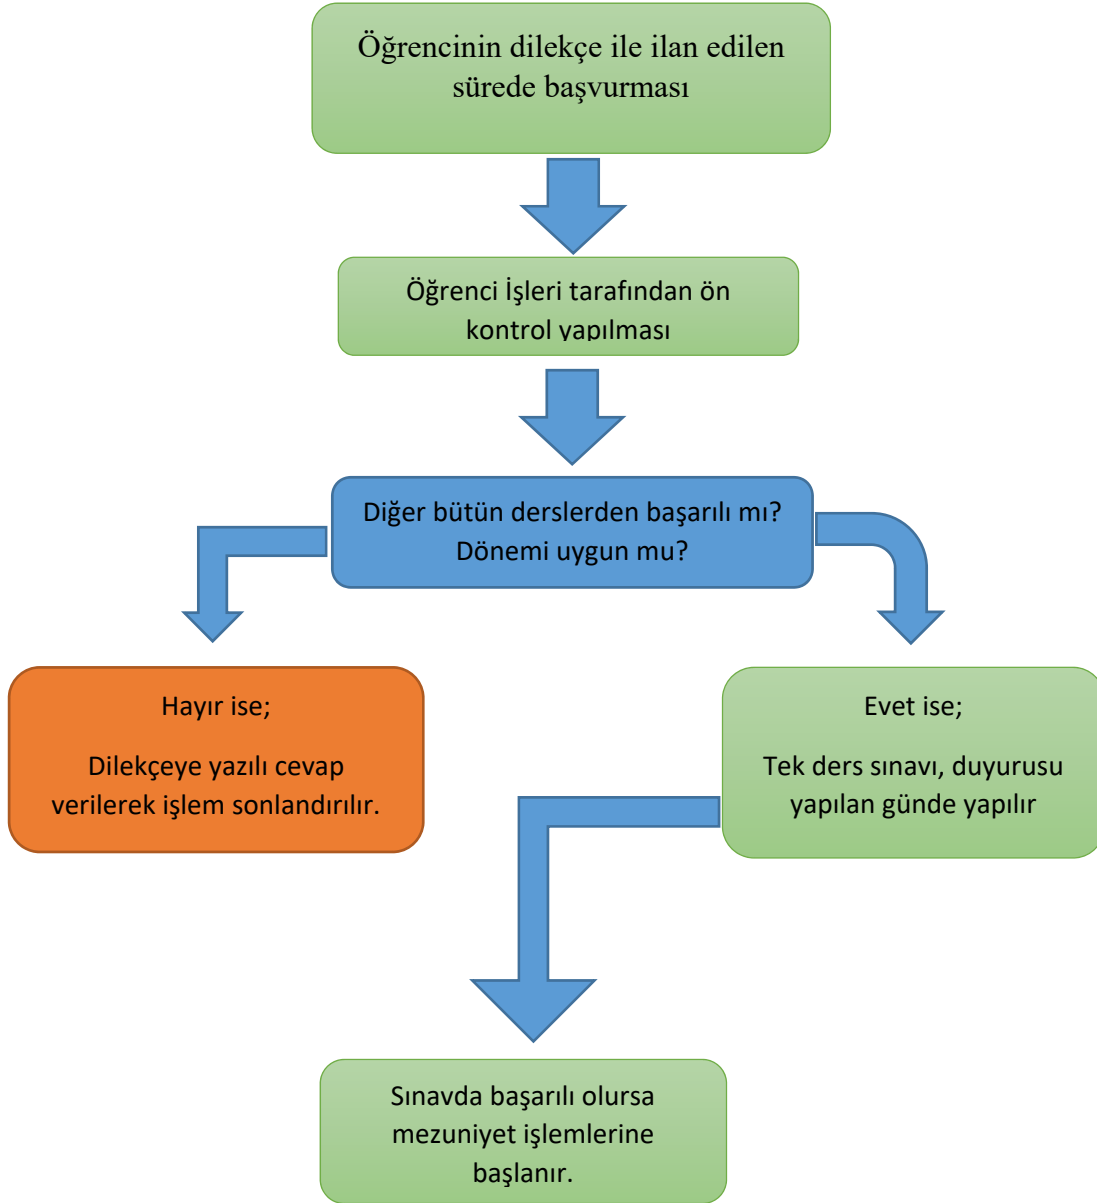 Öğrencinin dilekçe ile ilan edilen
sürede başvurması
Öğrenci İşleri tarafından ön
kontrol yapılması
Diğer bütün derslerden başarılı mı?
Dönemi uygun mu?
Hayır ise;
Dilekçeye yazılı cevap
verilerek işlem sonlandırılır.
Evet ise;
Tek ders sınavı, duyurusu
yapılan günde yapılır
Sınavda başarılı olursa
mezuniyet işlemlerine
başlanır.